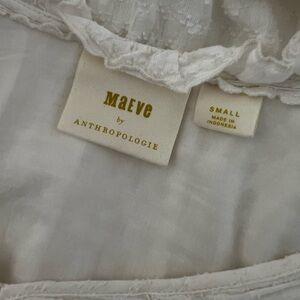 Maeve
by
ANTHROPOLOGIE
SMALL
MADE IN
INDONESIA